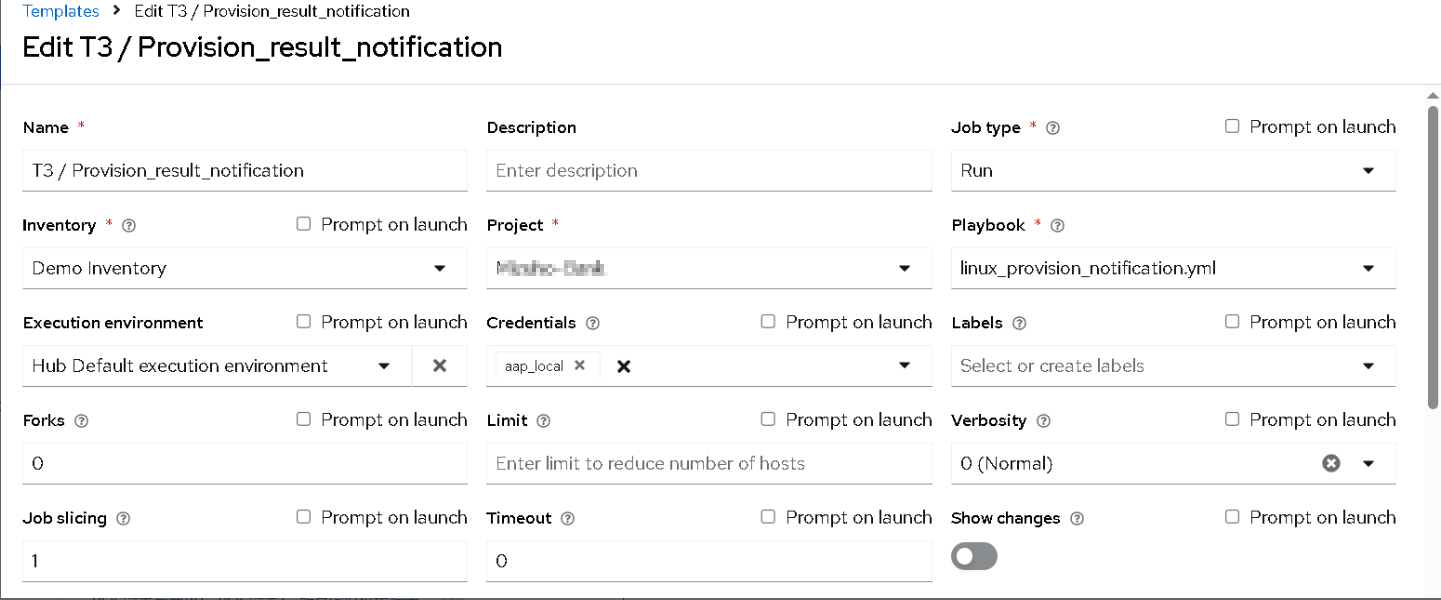 Templates > Edit T3 / Provision_result_notification
Edit T3 / Provision_result_notification
Name *
Description
Job type * Prompt on launch
T3 / Provision_result_notification
Enter description
Run
Inventory * Prompt on launch
Project *
Playbook *
Demo Inventory
linux_provision_notification.yml
Execution environment Prompt on launch
Credentials Prompt on launch
Labels Prompt on launch
Hub Default execution environment
aap_local
Select or create labels
Forks Prompt on launch
Limit Prompt on launch
Verbosity Prompt on launch
0
Enter limit to reduce number of hosts
0 (Normal)
Job slicing Prompt on launch
Timeout Prompt on launch
Show changes Prompt on launch
1
0